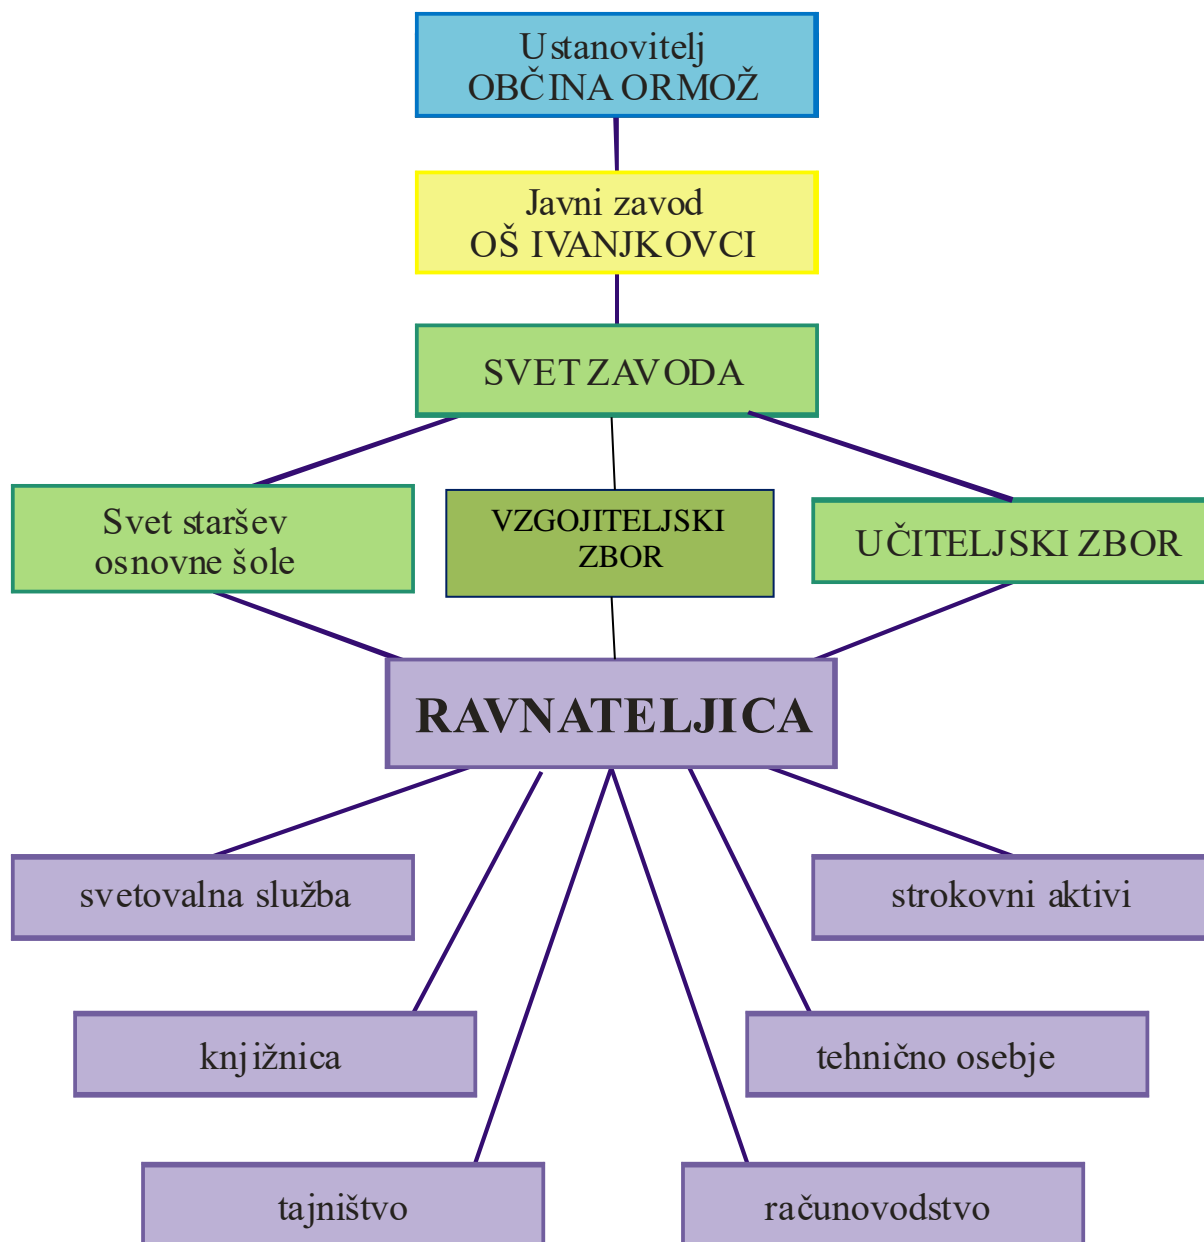 Ustanovitelj
OBČINA ORMOŽ
Javni zavod
OŠ IVANJKOVCI
SVET ZAVODA
Svet staršev
osnovne šole
VZGOJITELJSKI
ZBOR
UČITELJSKI ZBOR
RAVNATELJICA
svetovalna služba
strokovni aktivi
knjižnica
tehnično osebje
tajništvo
računovodstvo